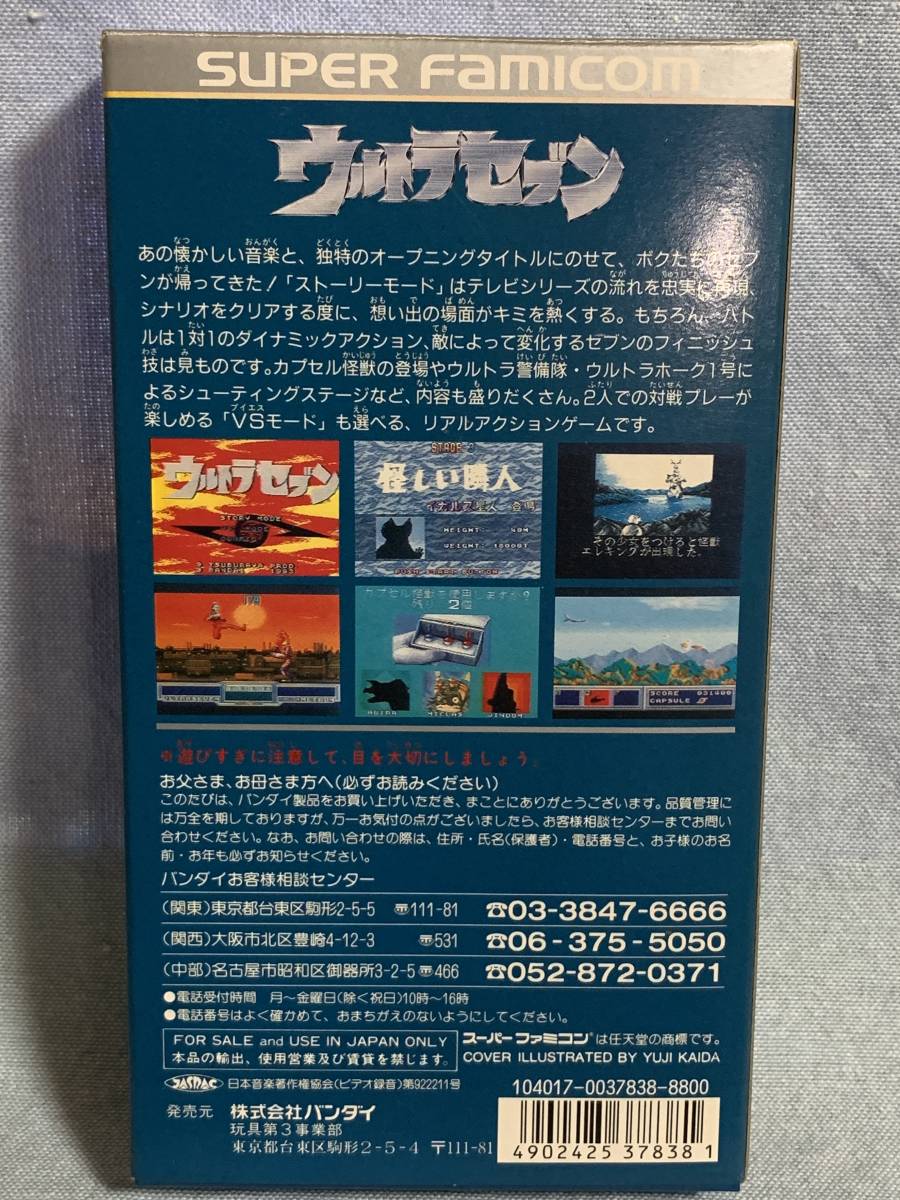 SUPER FAMICOM
ウルトラセブン
あの懐かしい音楽と、独特のオープニングタイトルにのせて、ボクたちのセブ
ンが帰ってきた!「ストーリーモード」はテレビシリーズの流れを忠実に再現、
シナリオをクリアする度に、想い出の場面がキミを熱くする。もちろん、バト
ルは1対1のダイナミックアクション、敵によって変化するセブンのフィニッシュ
技は見ものです。カプセル怪獣の登場やウルトラ警備隊・ウルトラホーク1号に
よるシューティングステージなど、内容も盛りだくさん。2人での対戦プレーが
楽しめる「VSモード」も選べる、リアルアクションゲームです。
ウルトラセブン
STORY MODE
VS MODE
© TSUBURAYA PROD
© BANDAI 1993
STAGE
怪しい隣人
イカルス星人 登場
HEIGHT:
WEIGHT:
PUSH START BUTTON
その少女をつけると怪獣
エレキングが出現した。
ULTRASEVEN
METRON
カプセル怪獣を使用しますか?
残り 2匹
AGIRA MICLAS WINDOM
SCORE 031400
CAPSULE
※遊びすぎに注意して、目を大切にしましょう。
お父さま、お母さま方へ(必ずお読みください)
このたびは、バンダイ製品をお買い上げいただき、まことにありがとうございます。品質管理に
は万全を期しておりますが、万一お気付の点がございましたら、お客様相談センターまでお問い
合わせください。なお、お問い合わせの際は、住所・氏名(保護者)・電話番号と、お子様のお名
前・お年も必ずお知らせください。
バンダイお客様相談センター
(関東)東京都台東区駒形2-5-5 〒111-81 ☎03-3847-6666
(関西)大阪市北区豊崎4-12-3 〒531 ☎06-375-5050
(中部)名古屋市昭和区御器所3-2-5 〒466 ☎052-872-0371
●電話受付時間 月〜金曜日(除く祝日)10時〜16時
●電話番号はよく確かめて、おまちがえのないようにしてください。
FOR SALE and USE IN JAPAN ONLY
本品の輸出、使用営業及び賃貸を禁じます。
スーパーファミコン®は任天堂の商標です。
COVER ILLUSTRATED BY YUJI KAIDA
JASRAC 日本音楽著作権協会(ビデオ録音)第922211号
104017-0037838-8800
発売元 株式会社バンダイ
玩具第3事業部
東京都台東区駒形2-5-4 〒111-81
4902425378381